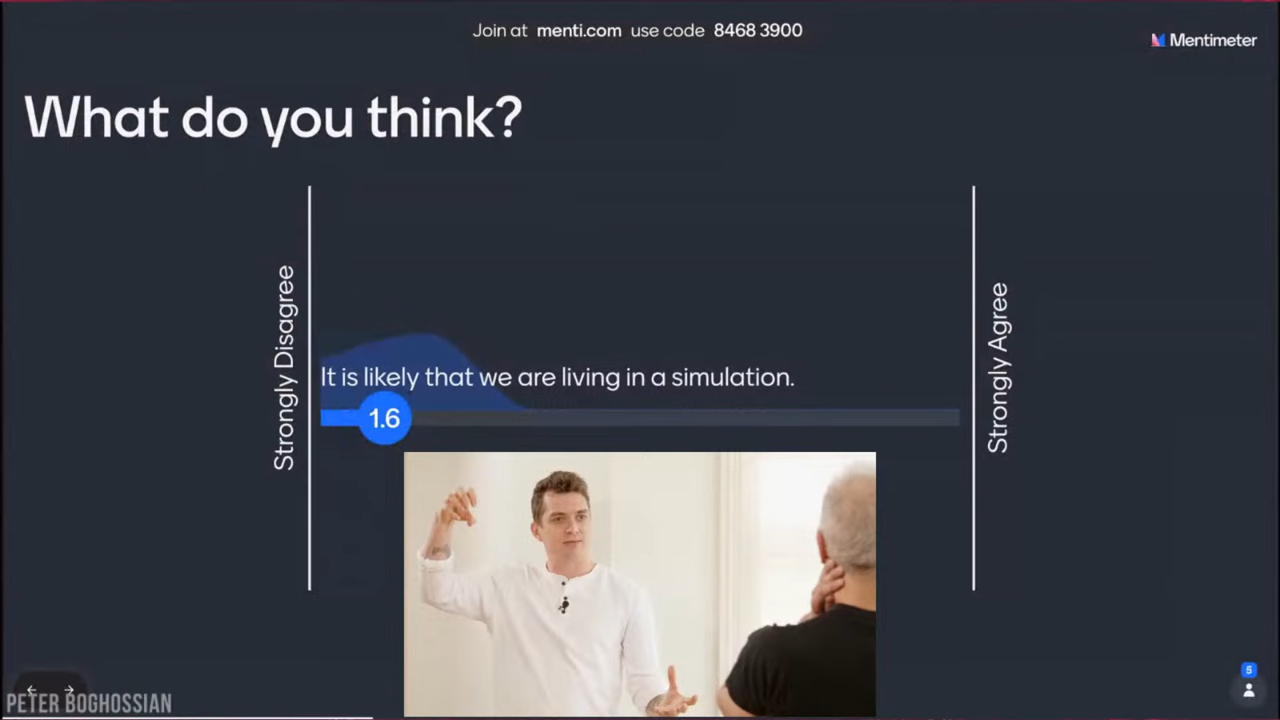 Join at menti.com use code 8468 3900
Mentimeter
What do you think?
Strongly Disagree
It is likely that we are living in a simulation.
1.6
Strongly Agree
5
PETER BOGHOSSIAN